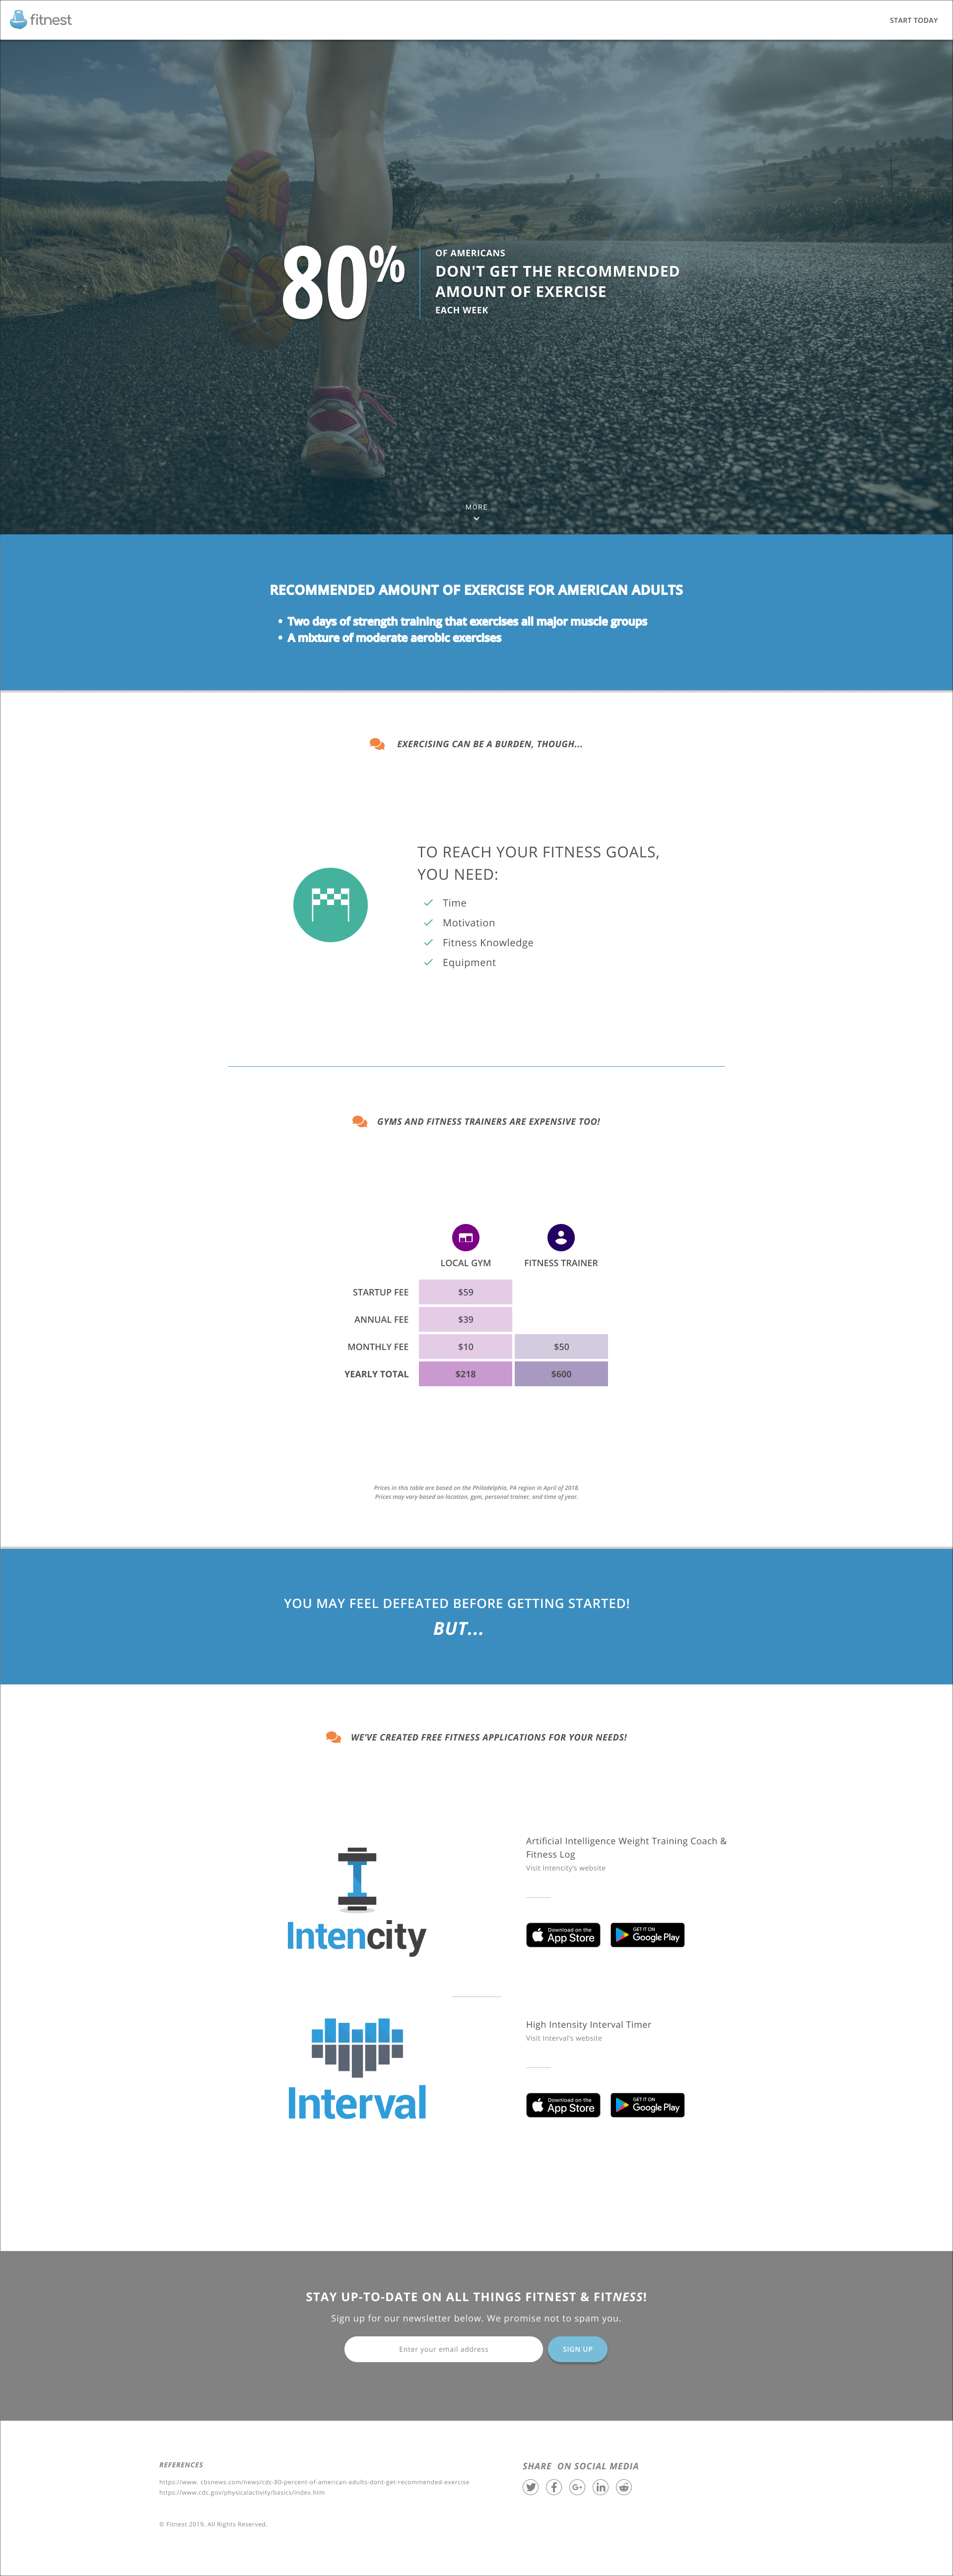 fitnest
START TODAY
80%
OF AMERICANS
DON'T GET THE RECOMMENDED
AMOUNT OF EXERCISE
EACH WEEK
MORE
RECOMMENDED AMOUNT OF EXERCISE FOR AMERICAN ADULTS
• Two days of strength training that exercises all major muscle groups
• A mixture of moderate aerobic exercises
EXERCISING CAN BE A BURDEN, THOUGH...
TO REACH YOUR FITNESS GOALS,
YOU NEED:
Time
Motivation
Fitness Knowledge
Equipment
GYMS AND FITNESS TRAINERS ARE EXPENSIVE TOO!
LOCAL GYM FITNESS TRAINER
STARTUP FEE $59
ANNUAL FEE $39
MONTHLY FEE $10 $50
YEARLY TOTAL $218 $600
Prices in this table are based on the Philadelphia, PA region in April of 2018.
Prices may vary based on location, gym, personal trainer, and time of year.
YOU MAY FEEL DEFEATED BEFORE GETTING STARTED!
BUT...
WE'VE CREATED FREE FITNESS APPLICATIONS FOR YOUR NEEDS!
Intencity
Artificial Intelligence Weight Training Coach &
Fitness Log
Visit Intencity's website
Download on the
App Store
GET IT ON
Google Play
Interval
High Intensity Interval Timer
Visit Interval's website
Download on the
App Store
GET IT ON
Google Play
STAY UP-TO-DATE ON ALL THINGS FITNEST & FITNESS!
Sign up for our newsletter below. We promise not to spam you.
Enter your email address
SIGN UP
REFERENCES
https://www. cbsnews.com/news/cdc-80-percent-of-american-adults-dont-get-recommended-exercise
https://www.cdc.gov/physicalactivity/basics/index.htm
© Fitnest 2019. All Rights Reserved.
SHARE ON SOCIAL MEDIA